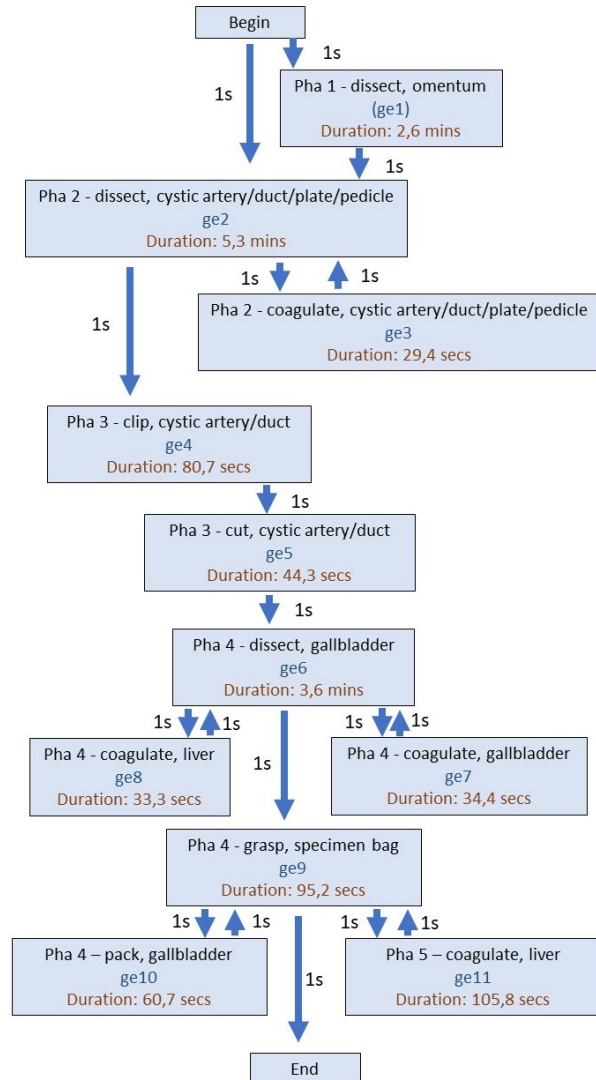 Begin
1s
1s
Pha 1 - dissect, omentum
(ge1)
Duration: 2,6 mins
1s
Pha 2 - dissect, cystic artery/duct/plate/pedicle
ge2
Duration: 5,3 mins
1s
1s
1s
Pha 2 - coagulate, cystic artery/duct/plate/pedicle
ge3
Duration: 29,4 secs
Pha 3 - clip, cystic artery/duct
ge4
Duration: 80,7 secs
1s
Pha 3 - cut, cystic artery/duct
ge5
Duration: 44,3 secs
1s
Pha 4 - dissect, gallbladder
ge6
Duration: 3,6 mins
1s
1s
1s
1s
1s
Pha 4 - coagulate, liver
ge8
Duration: 33,3 secs
Pha 4 - coagulate, gallbladder
ge7
Duration: 34,4 secs
Pha 4 - grasp, specimen bag
ge9
Duration: 95,2 secs
1s
1s
1s
1s
1s
Pha 4 – pack, gallbladder
ge10
Duration: 60,7 secs
Pha 5 – coagulate, liver
ge11
Duration: 105,8 secs
End